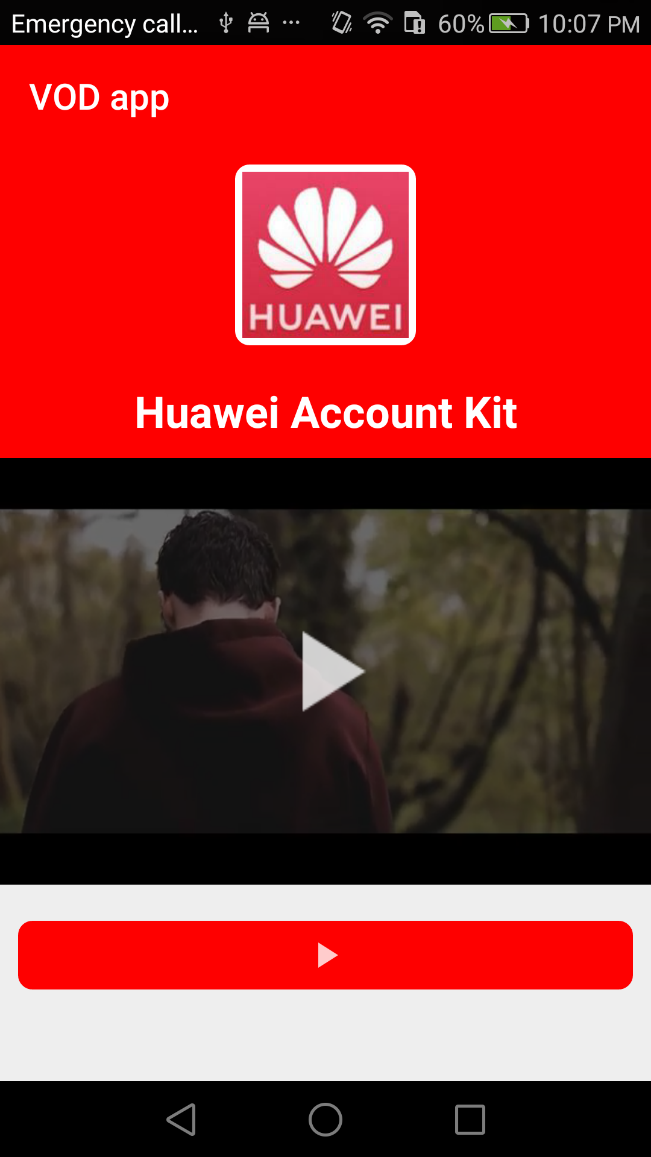 Emergency call... 60% 10:07 PM
VOD app
HUAWEI
Huawei Account Kit